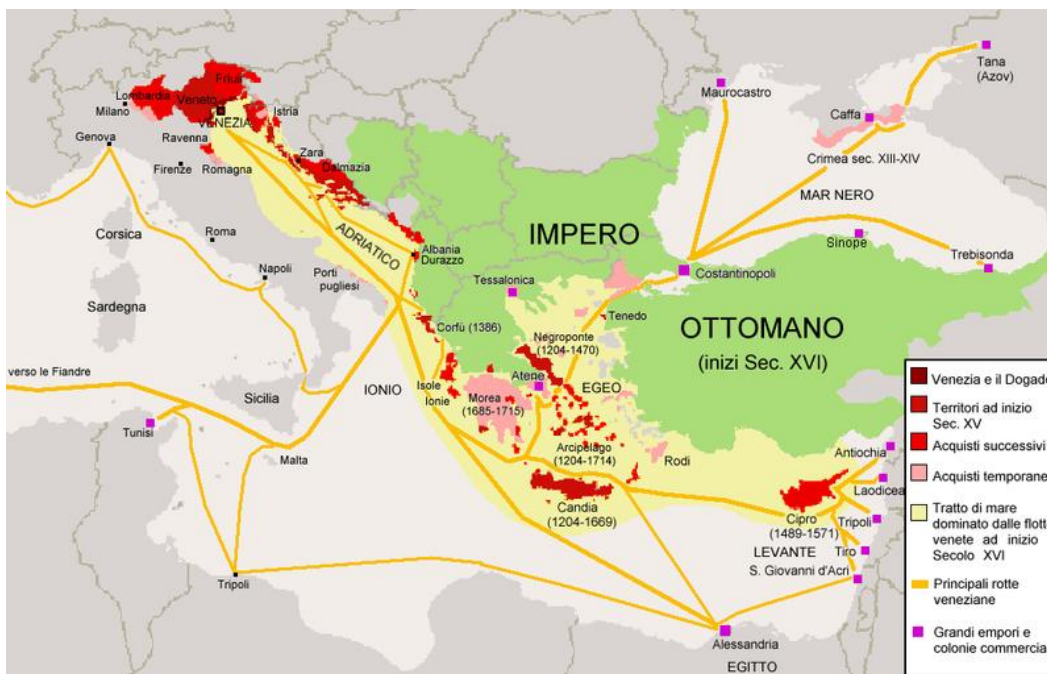 Tana
(Azov)
Maurocastro
Friuli
Lombardia
Veneto
Milano
VENEZIA
Istria
Caffa
Genova
Ravenna
Crimea sec. XIII-XIV
Firenze
Romagna
Zara
Dalmazia
MAR NERO
Corsica
Roma
ADRIATICO
IMPERO
Sinope
Albania
Durazzo
Trebisonda
Napoli
Porti
pugliesi
Tessalonica
Costantinopoli
Sardegna
Tenedo
OTTOMANO
(inizi Sec. XVI)
Corfù (1386)
Negroponte
(1204-1470)
verso le Fiandre
IONIO
Isole
Ionie
Atene
EGEO
Sicilia
Morea
(1685-1715)
Tunisi
Malta
Arcipelago
(1204-1714)
Rodi
Antiochia
Laodicea
Candia
(1204-1669)
Cipro
(1489-1571)
Tripoli
LEVANTE
Tiro
S. Giovanni d'Acri
Tripoli
Alessandria
EGITTO
Venezia e il Dogado
Territori ad inizio
Sec. XV
Acquisti successivi
Acquisti temporane
Tratto di mare
dominato dalle flotte
venete ad inizio
Secolo XVI
Principali rotte
veneziane
Grandi empori e
colonie commercia